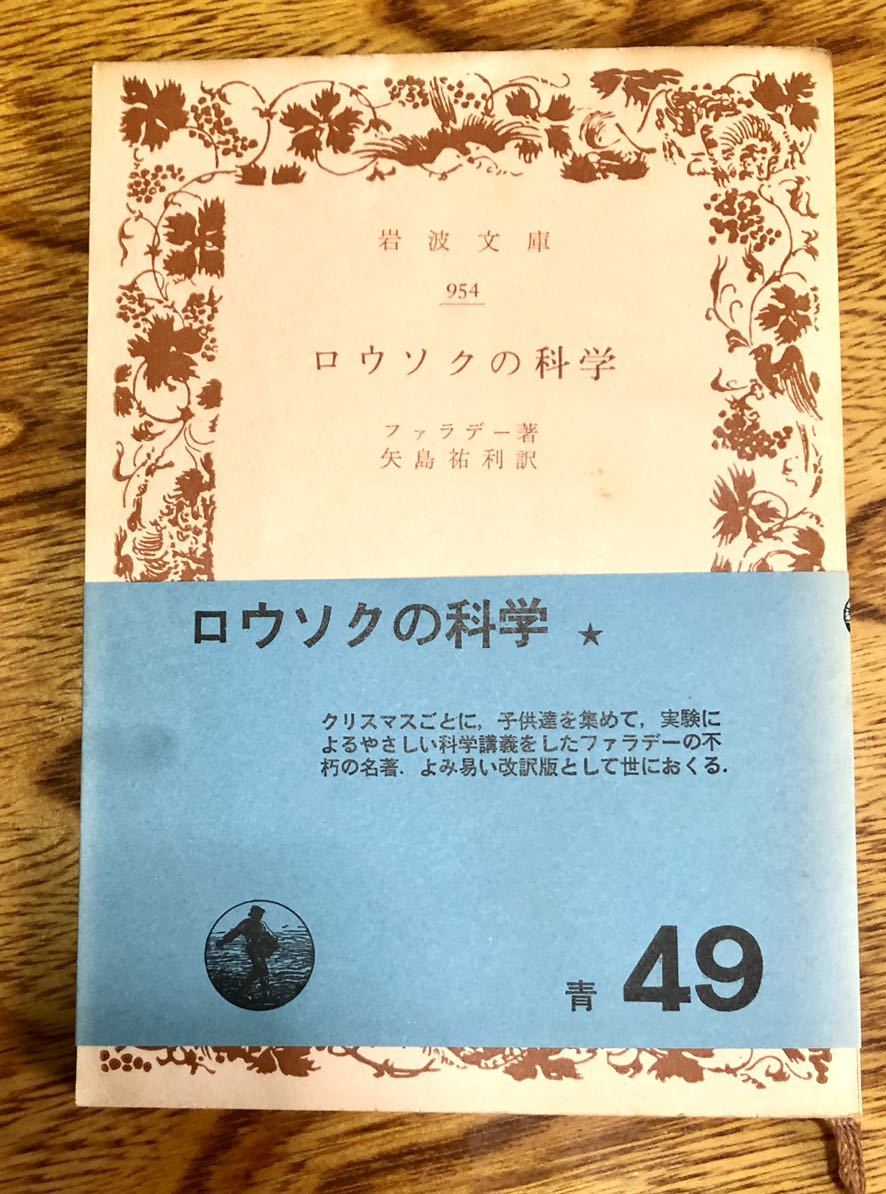 岩波文庫
954
ロウソクの科学
ファラデー著
矢島祐利訳
ロウソクの科学 ★
クリスマスごとに，子供達を集めて，実験に
よるやさしい科学講義をしたファラデーの不
朽の名著．よみ易い改訳版として世におくる．
青 49